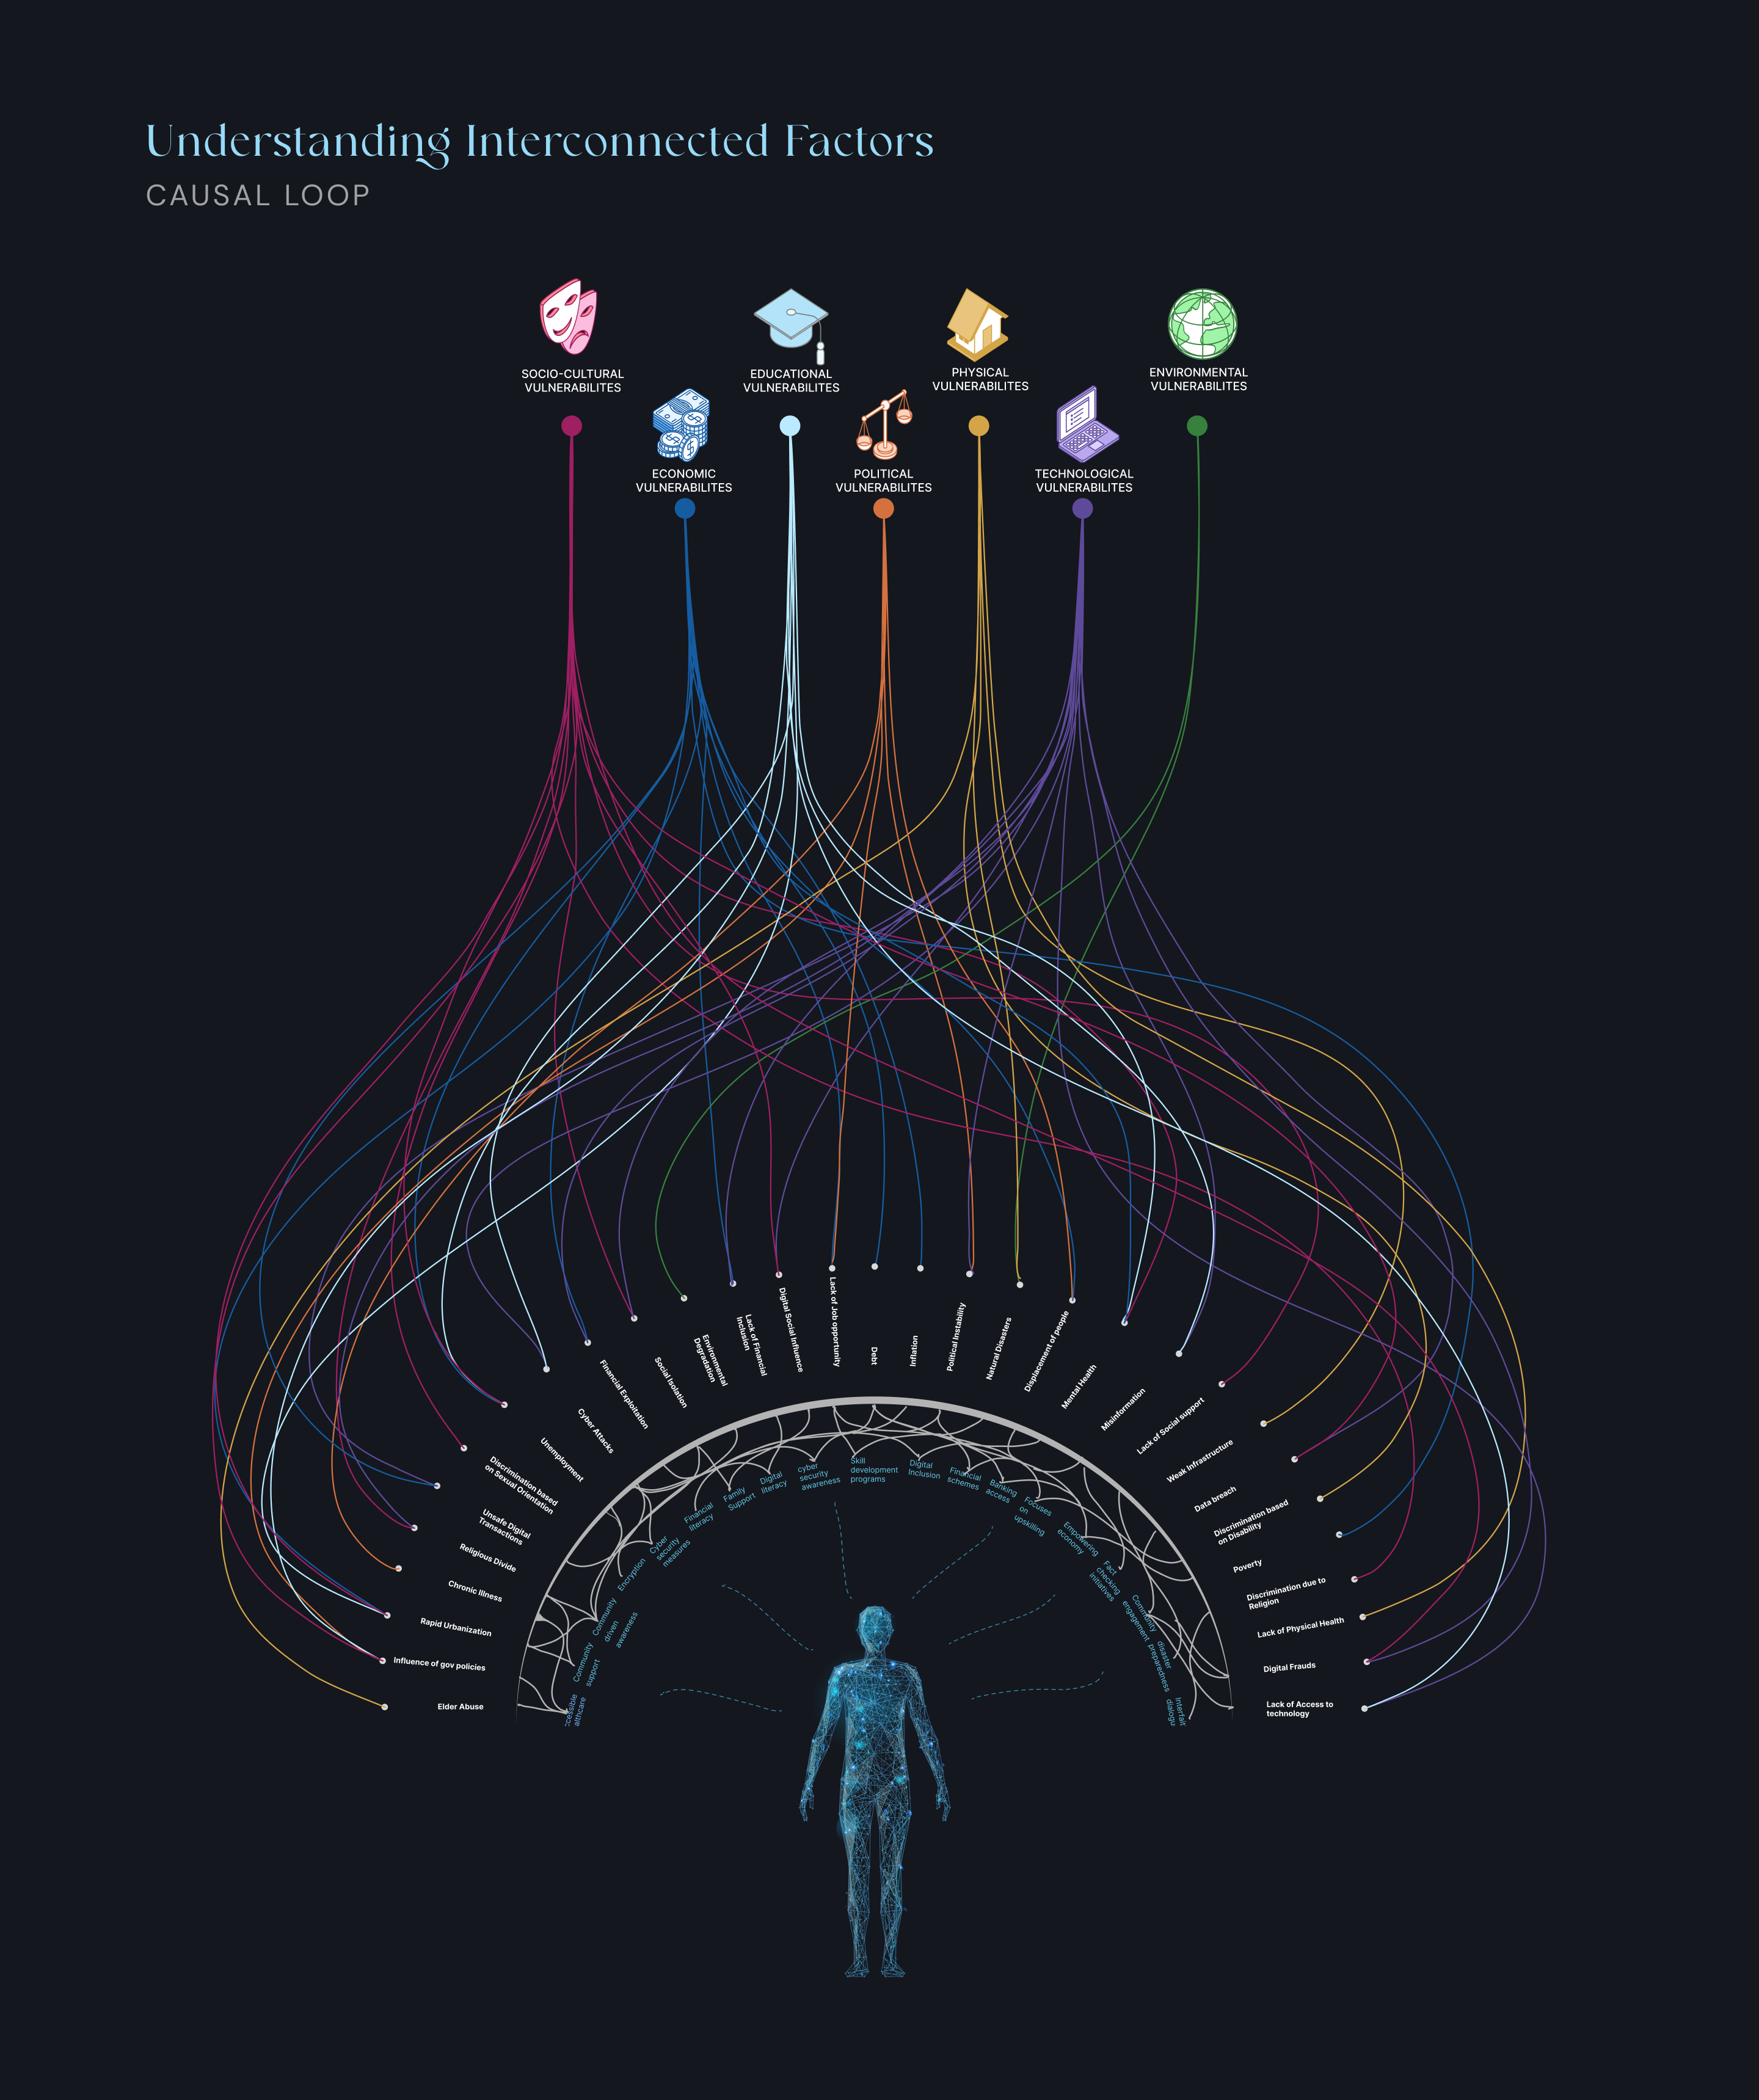 Understanding Interconnected Factors
CAUSAL LOOP
SOCIO-CULTURAL
VULNERABILITES
EDUCATIONAL
VULNERABILITES
PHYSICAL
VULNERABILITES
ENVIRONMENTAL
VULNERABILITES
ECONOMIC
VULNERABILITES
POLITICAL
VULNERABILITES
TECHNOLOGICAL
VULNERABILITES
Elder Abuse
Influence of gov policies
Rapid Urbanization
Chronic Illness
Religious Divide
Unsafe Digital
Transactions
Discrimination based
on Sexual Orientation
Unemployment
Cyber Attacks
Financial Exploitation
Social Isolation
Environmental
Degradation
Lack of Financial
Inclusion
Digital Social Influence
Lack of Job opportunity
Debt
Inflation
Political Instability
Natural Disasters
Displacement of people
Mental Health
Misinformation
Lack of Social support
Weak Infrastructure
Data breach
Discrimination based
on Disability
Poverty
Discrimination due to
Religion
Lack of Physical Health
Digital Frauds
Lack of Access to
technology
cessible
althcare
Community
support
Community
driven
awareness
Encryption
Cyber
security
measures
Financial
literacy
Family
Support
Digital
literacy
cyber
security
awareness
Skill
development
programs
Digital
Inclusion
Financial
schemes
Banking
access
Focuses
on
upskilling
Empowering
economy
Fact
checking
initiatives
Community
engagement
disaster
preparedness
Interfait
dialogu